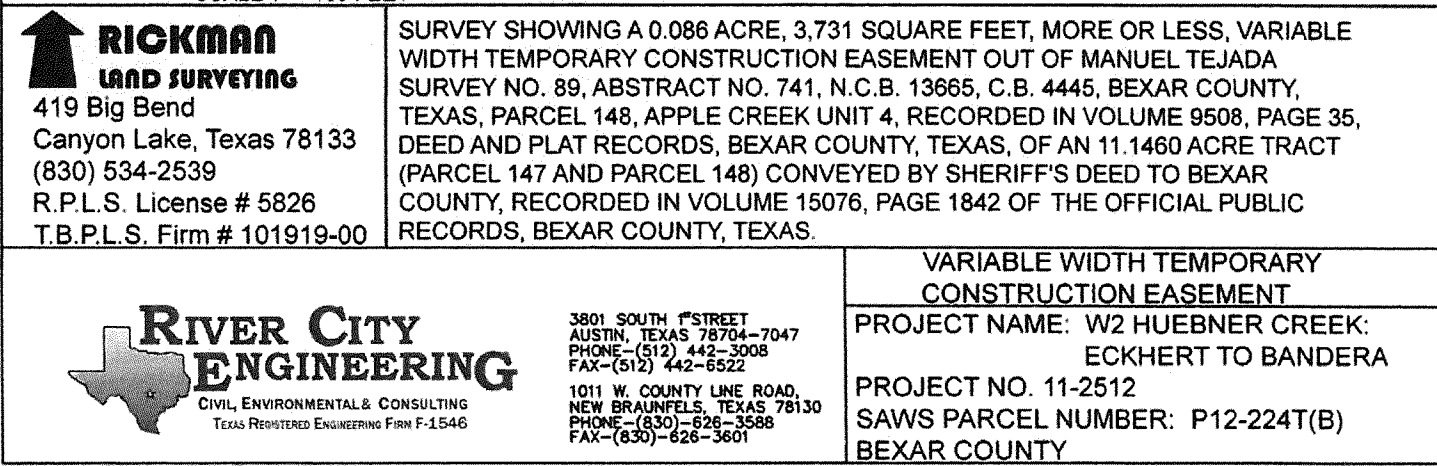 RICKMAN
LAND SURVEYING
419 Big Bend
Canyon Lake, Texas 78133
(830) 534-2539
R.P.L.S. License # 5826
T.B.P.L.S. Firm # 101919-00
SURVEY SHOWING A 0.086 ACRE, 3,731 SQUARE FEET, MORE OR LESS, VARIABLE
WIDTH TEMPORARY CONSTRUCTION EASEMENT OUT OF MANUEL TEJADA
SURVEY NO. 89, ABSTRACT NO. 741, N.C.B. 13665, C.B. 4445, BEXAR COUNTY,
TEXAS, PARCEL 148, APPLE CREEK UNIT 4, RECORDED IN VOLUME 9508, PAGE 35,
DEED AND PLAT RECORDS, BEXAR COUNTY, TEXAS, OF AN 11.1460 ACRE TRACT
(PARCEL 147 AND PARCEL 148) CONVEYED BY SHERIFF'S DEED TO BEXAR
COUNTY, RECORDED IN VOLUME 15076, PAGE 1842 OF THE OFFICIAL PUBLIC
RECORDS, BEXAR COUNTY, TEXAS.
RIVER CITY
ENGINEERING
CIVIL, ENVIRONMENTAL & CONSULTING
TEXAS REGISTERED ENGINEERING FIRM F-1546
3801 SOUTH 1ST STREET
AUSTIN, TEXAS 78704-7047
PHONE-(512) 442-3008
FAX-(512) 442-6522
1011 W. COUNTY LINE ROAD,
NEW BRAUNFELS, TEXAS 78130
PHONE-(830)-626-3588
FAX-(830)-626-3601
VARIABLE WIDTH TEMPORARY
CONSTRUCTION EASEMENT
PROJECT NAME: W2 HUEBNER CREEK:
ECKHERT TO BANDERA
PROJECT NO. 11-2512
SAWS PARCEL NUMBER: P12-224T(B)
BEXAR COUNTY